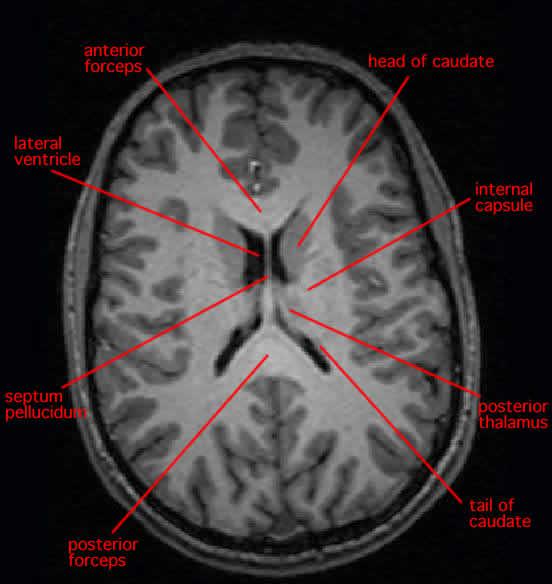 anterior
forceps
head of caudate
lateral
ventricle
internal
capsule
septum
pellucidum
posterior
thalamus
tail of
caudate
posterior
forceps